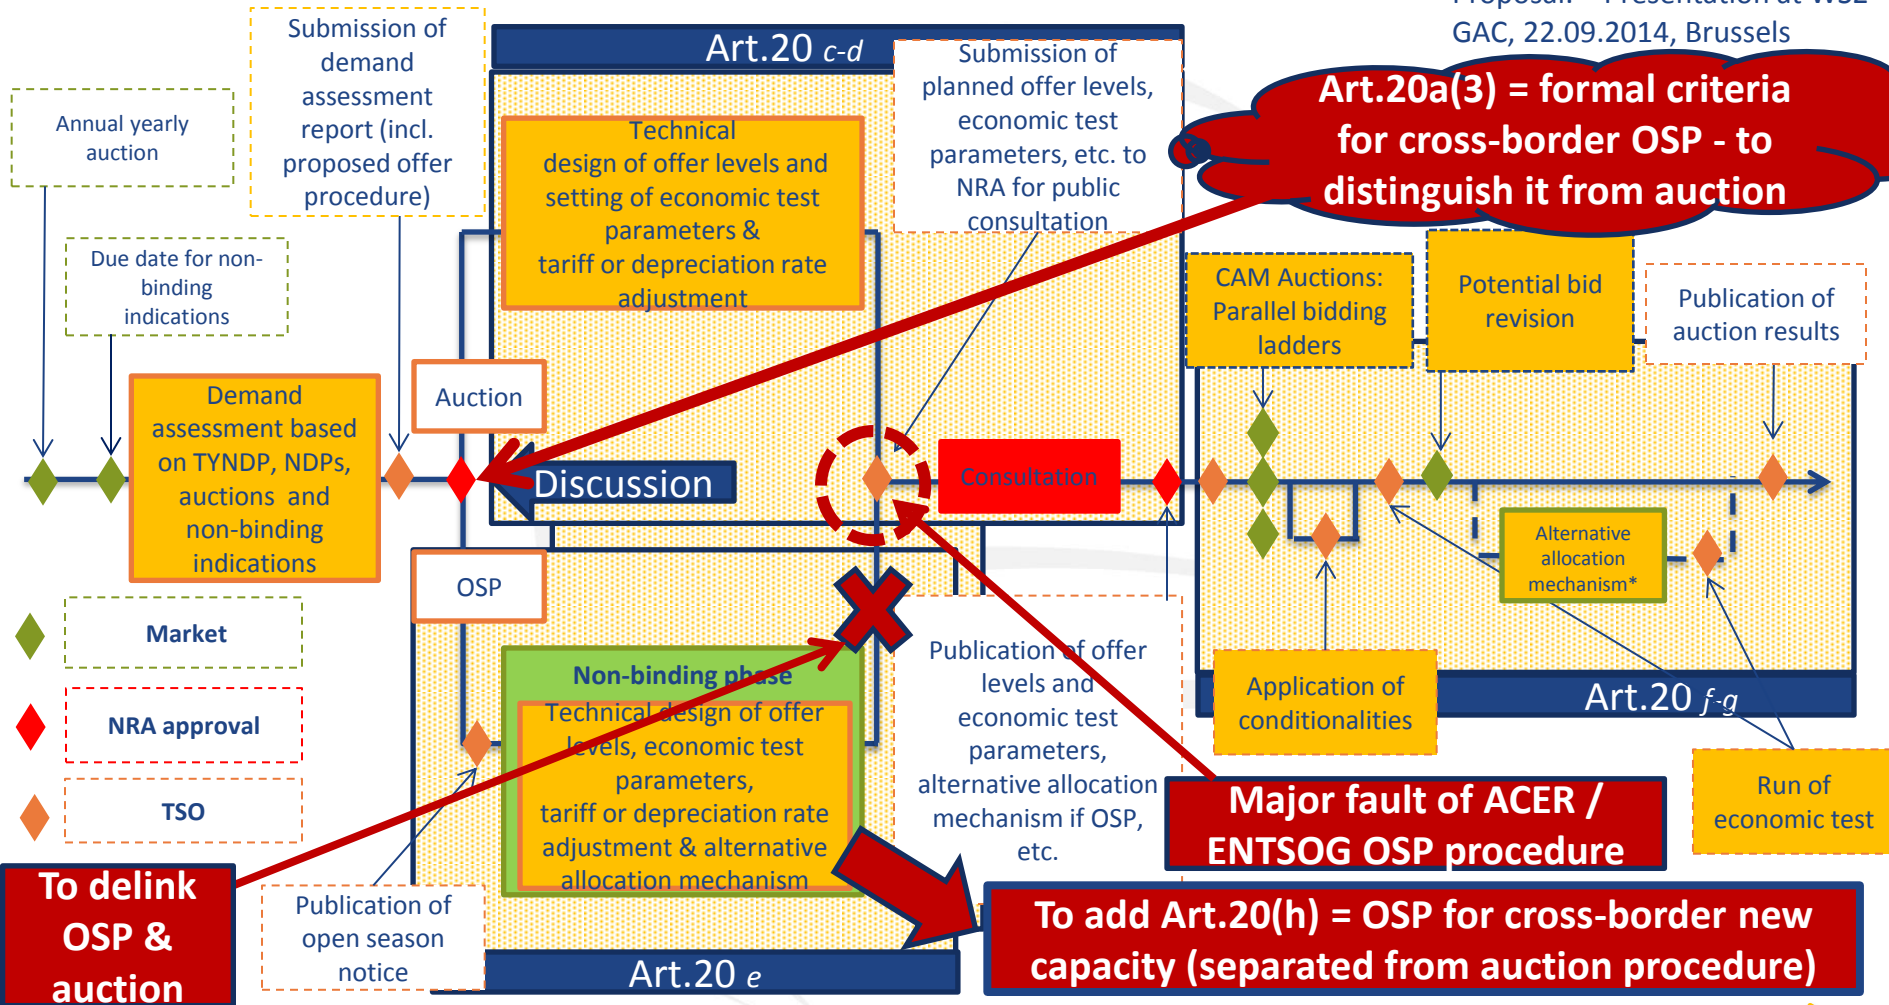 Proposal. – Presentation at WS2
GAC, 22.09.2014, Brussels
Art.20 c-d
Submission of
demand
assessment
report (incl.
proposed offer
procedure)
Annual yearly
auction
Due date for non-
binding
indications
Technical
design of offer levels and
setting of economic test
parameters &
tariff or depreciation rate
adjustment
Submission of
planned offer levels,
economic test
parameters, etc. to
NRA for public
consultation
Art.20a(3) = formal criteria
for cross-border OSP - to
distinguish it from auction
CAM Auctions:
Parallel bidding
ladders
Potential bid
revision
Publication of
auction results
Demand
assessment based
on TYNDP, NDPs,
auctions and
non-binding
indications
Auction
Discussion
Consultation
OSP
Alternative
allocation
mechanism*
Market
NRA approval
TSO
Non-binding phase
Technical design of offer
levels, economic test
parameters,
tariff or depreciation rate
adjustment & alternative
allocation mechanism
Publication of offer
levels and
economic test
parameters,
alternative allocation
mechanism if OSP,
etc.
Application of
conditionalities
Art.20 f-g
Run of
economic test
Major fault of ACER /
ENTSOG OSP procedure
To delink
OSP &
auction
Publication of
open season
notice
Art.20 e
To add Art.20(h) = OSP for cross-border new
capacity (separated from auction procedure)